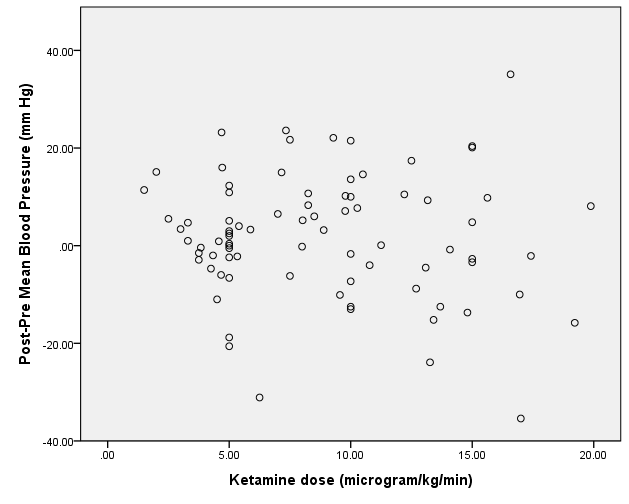 40.00
20.00
.00
-20.00
-40.00
Post-Pre Mean Blood Pressure (mm Hg)
.00 5.00 10.00 15.00 20.00
Ketamine dose (microgram/kg/min)